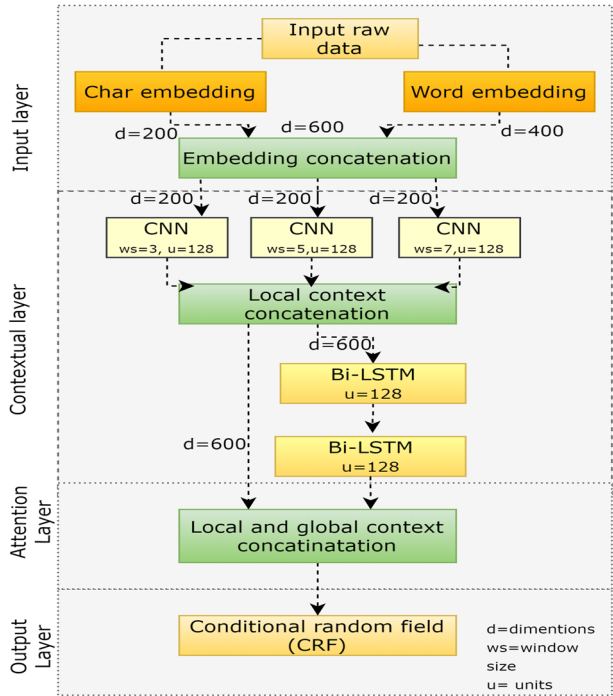 Input layer
Input raw
data
Char embedding
Word embedding
d=200
d=600
d=400
Embedding concatenation
Contextual layer
d=200
d=200
d=200
CNN
ws=3, u=128
CNN
ws=5,u=128
CNN
ws=7,u=128
Local context
concatenation
d=600
Bi-LSTM
u=128
d=600
Bi-LSTM
u=128
Attention
Layer
Local and global context
concatinatation
Output
Layer
Conditional random field
(CRF)
d=dimentions
ws=window
size
u= units